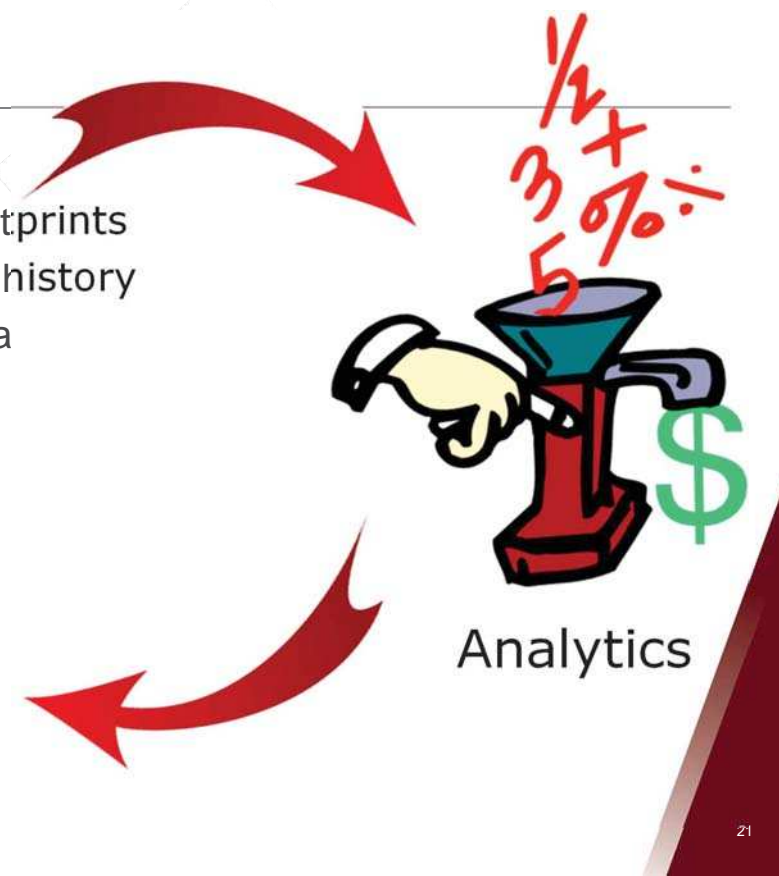 1/2
+
3
% ÷
5
tprints
history
a
$
Analytics
21